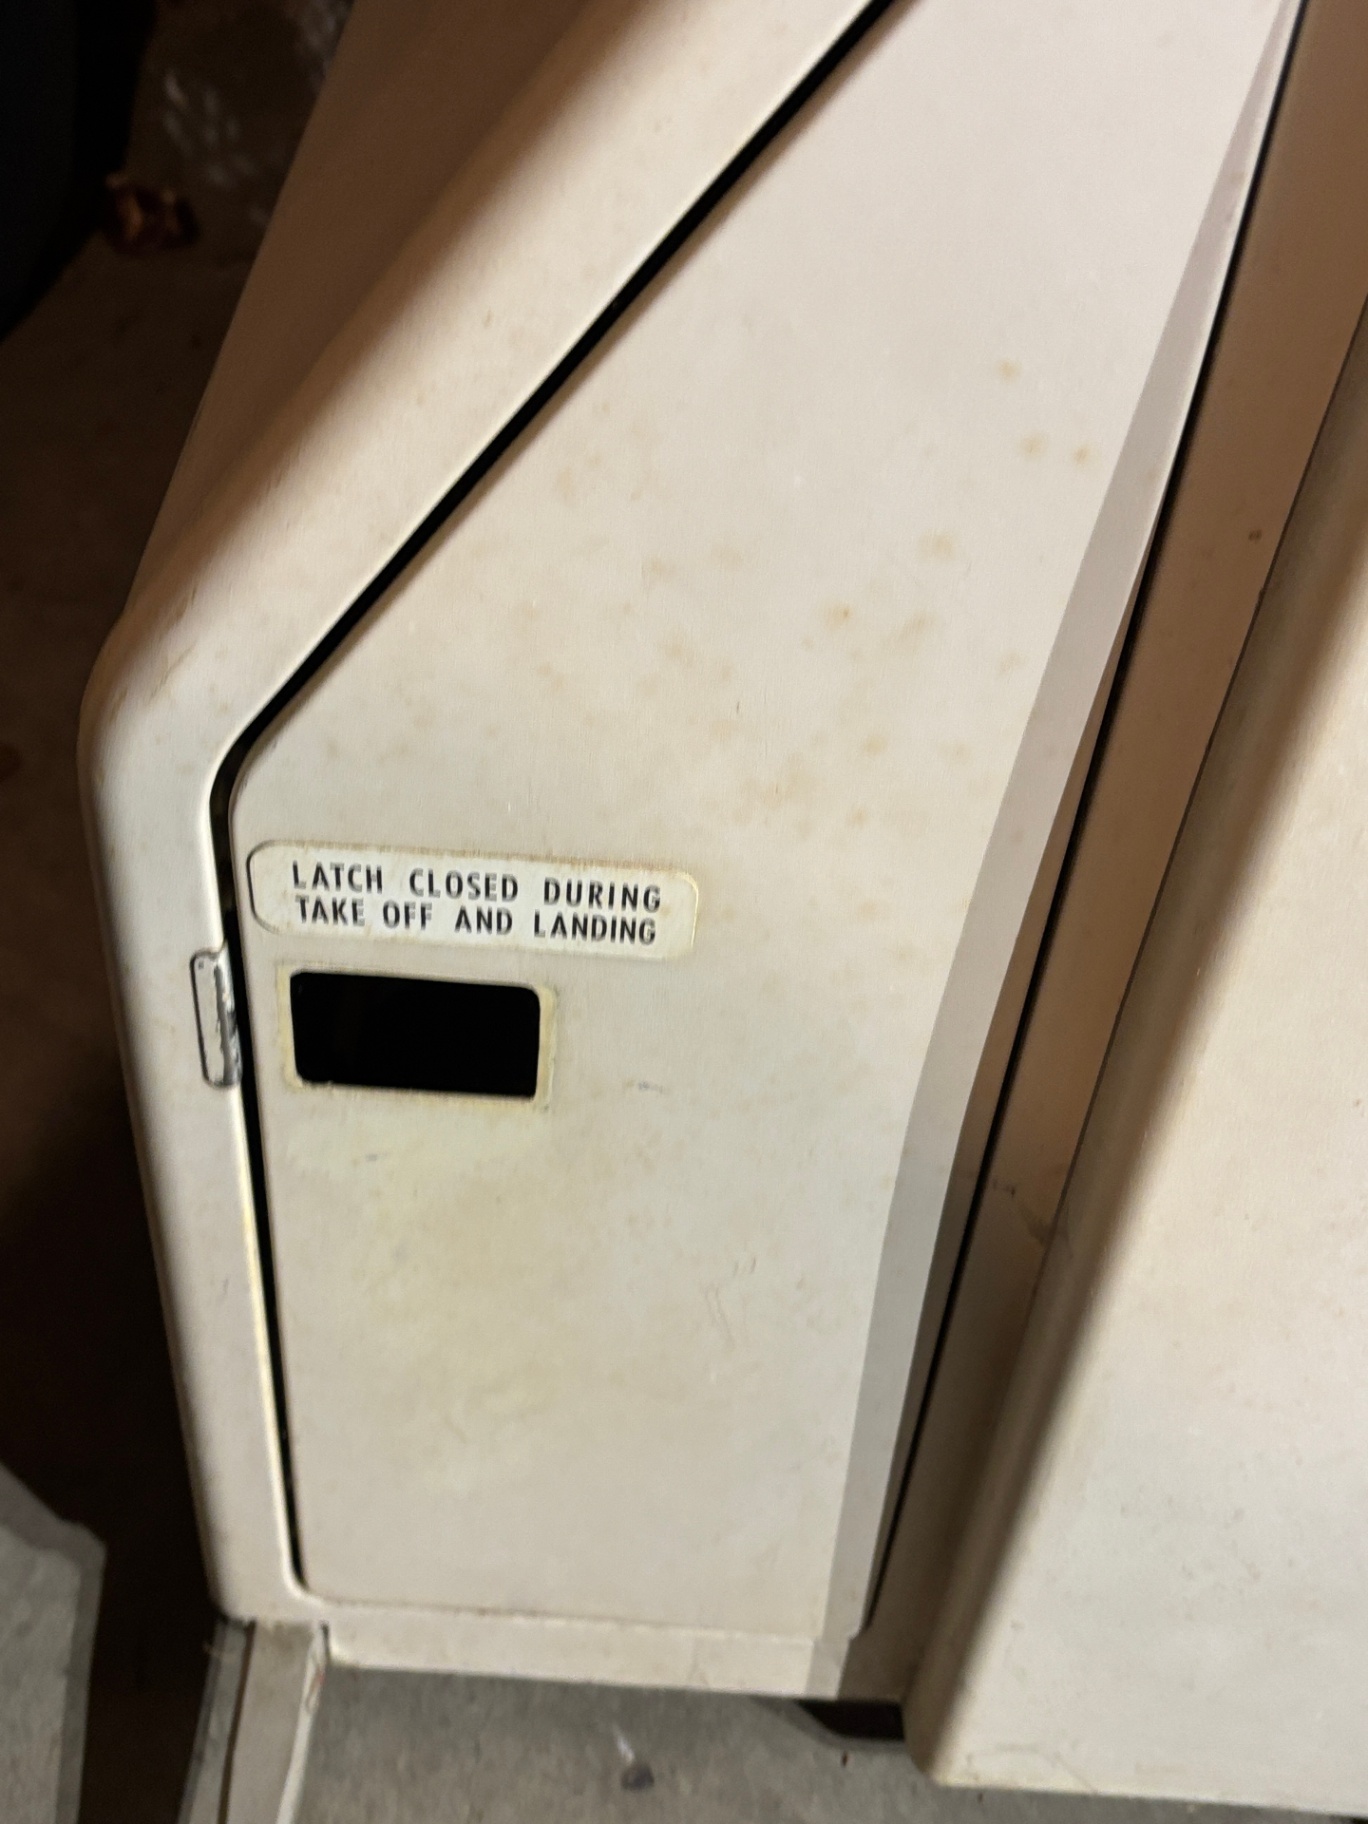 LATCH CLOSED DURING
TAKE OFF AND LANDING